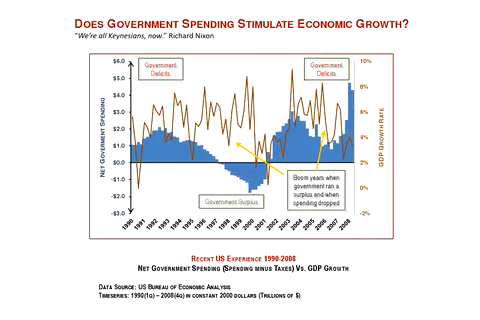 DOES GOVERNMENT SPENDING STIMULATE ECONOMIC GROWTH?
"We're all Keynesians, now." Richard Nixon
$6.0
$5.0
$4.0
$3.0
$2.0
$1.0
$0.0
-$1.0
-$2.0
-$3.0
NET GOVERNMENT SPENDING
Government
Deficits
Government
Deficits
Government Surplus
Boom years when
government ran a
surplus and when
spending dropped
10%
8%
6%
4%
2%
0%
-2%
GDP GROWTH RATE
1990
1991
1992
1993
1994
1995
1996
1997
1998
1999
2000
2001
2002
2003
2004
2005
2006
2007
2008
RECENT US EXPERIENCE 1990-2008
NET GOVERNMENT SPENDING (SPENDING MINUS TAXES) VS. GDP GROWTH
DATA SOURCE: US BUREAU OF ECONOMIC ANALYSIS
TIMESERIES: 1990(1Q) – 2008(4Q) IN CONSTANT 2000 DOLLARS (TRILLIONS OF $)